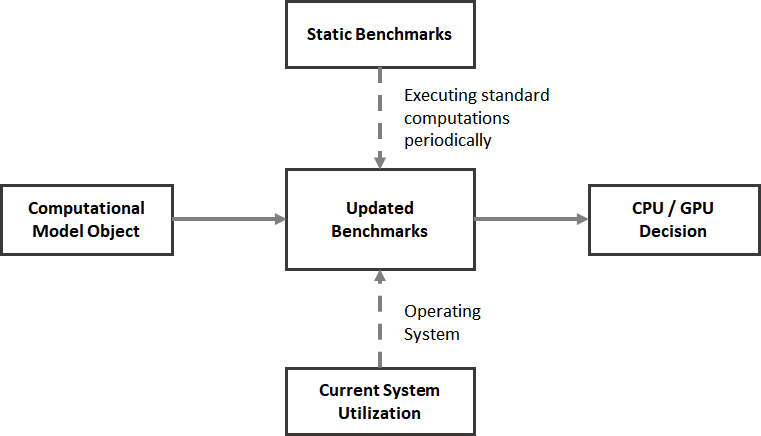 Static Benchmarks
Executing standard
computations
periodically
Computational
Model Object
Updated
Benchmarks
CPU / GPU
Decision
Operating
System
Current System
Utilization